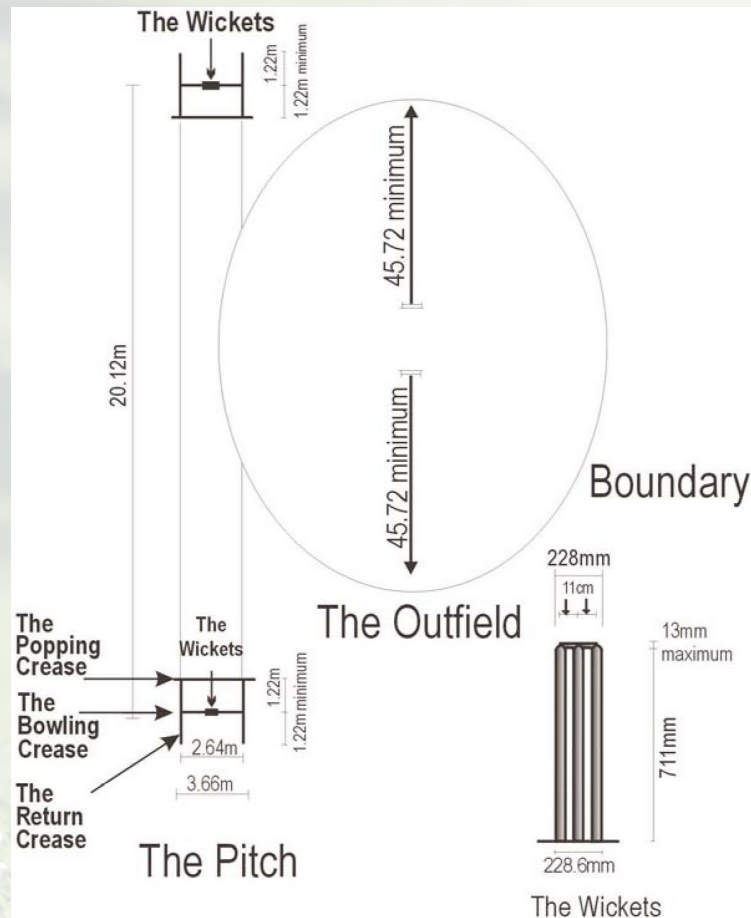 The Wickets
1.22m
1.22m minimum
20.12m
45.72 minimum
45.72 minimum
Boundary
The Outfield
The
Popping
Crease
The
Bowling
Crease
The
Return
Crease
The
Wickets
1.22m
1.22m minimum
2.64m
3.66m
The Pitch
228mm
11cm
13mm
maximum
711mm
228.6mm
The Wickets